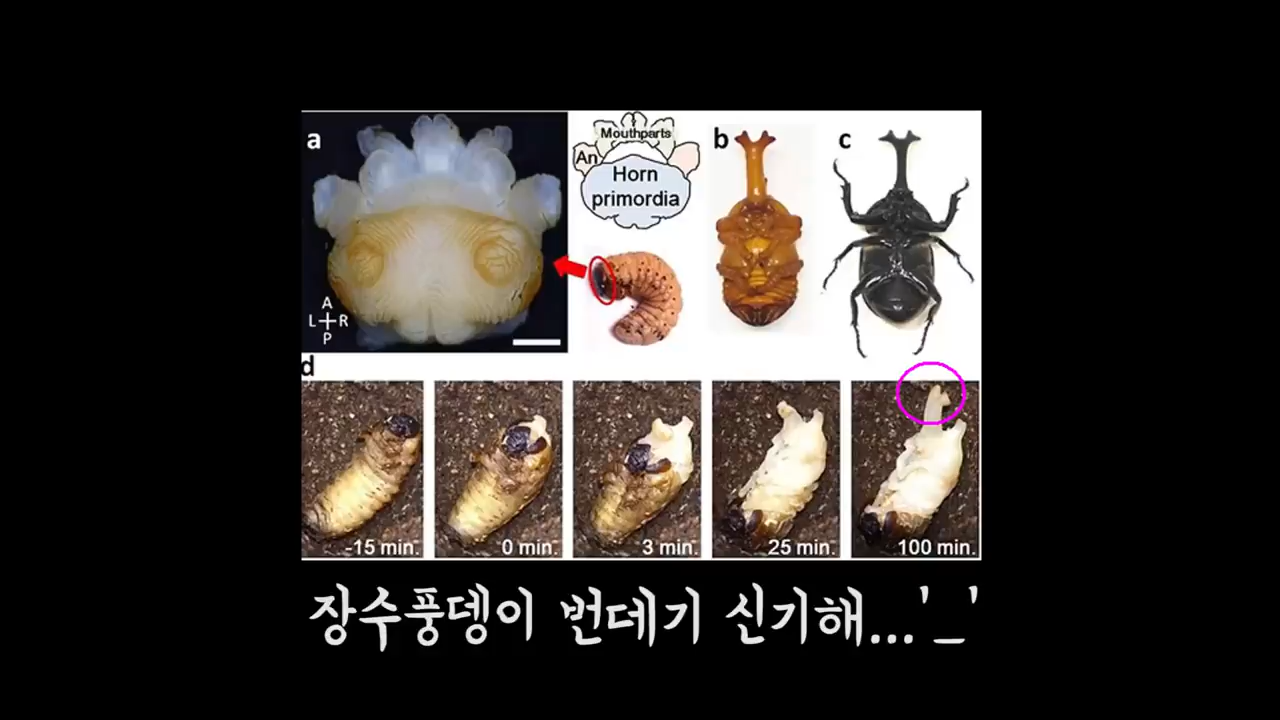 a
Mouthparts
An
Horn
primordia
b
c
A
L R
P
d
-15 min.
0 min.
3 min.
25 min.
100 min.
장수풍뎅이 번데기 신기해...'_'